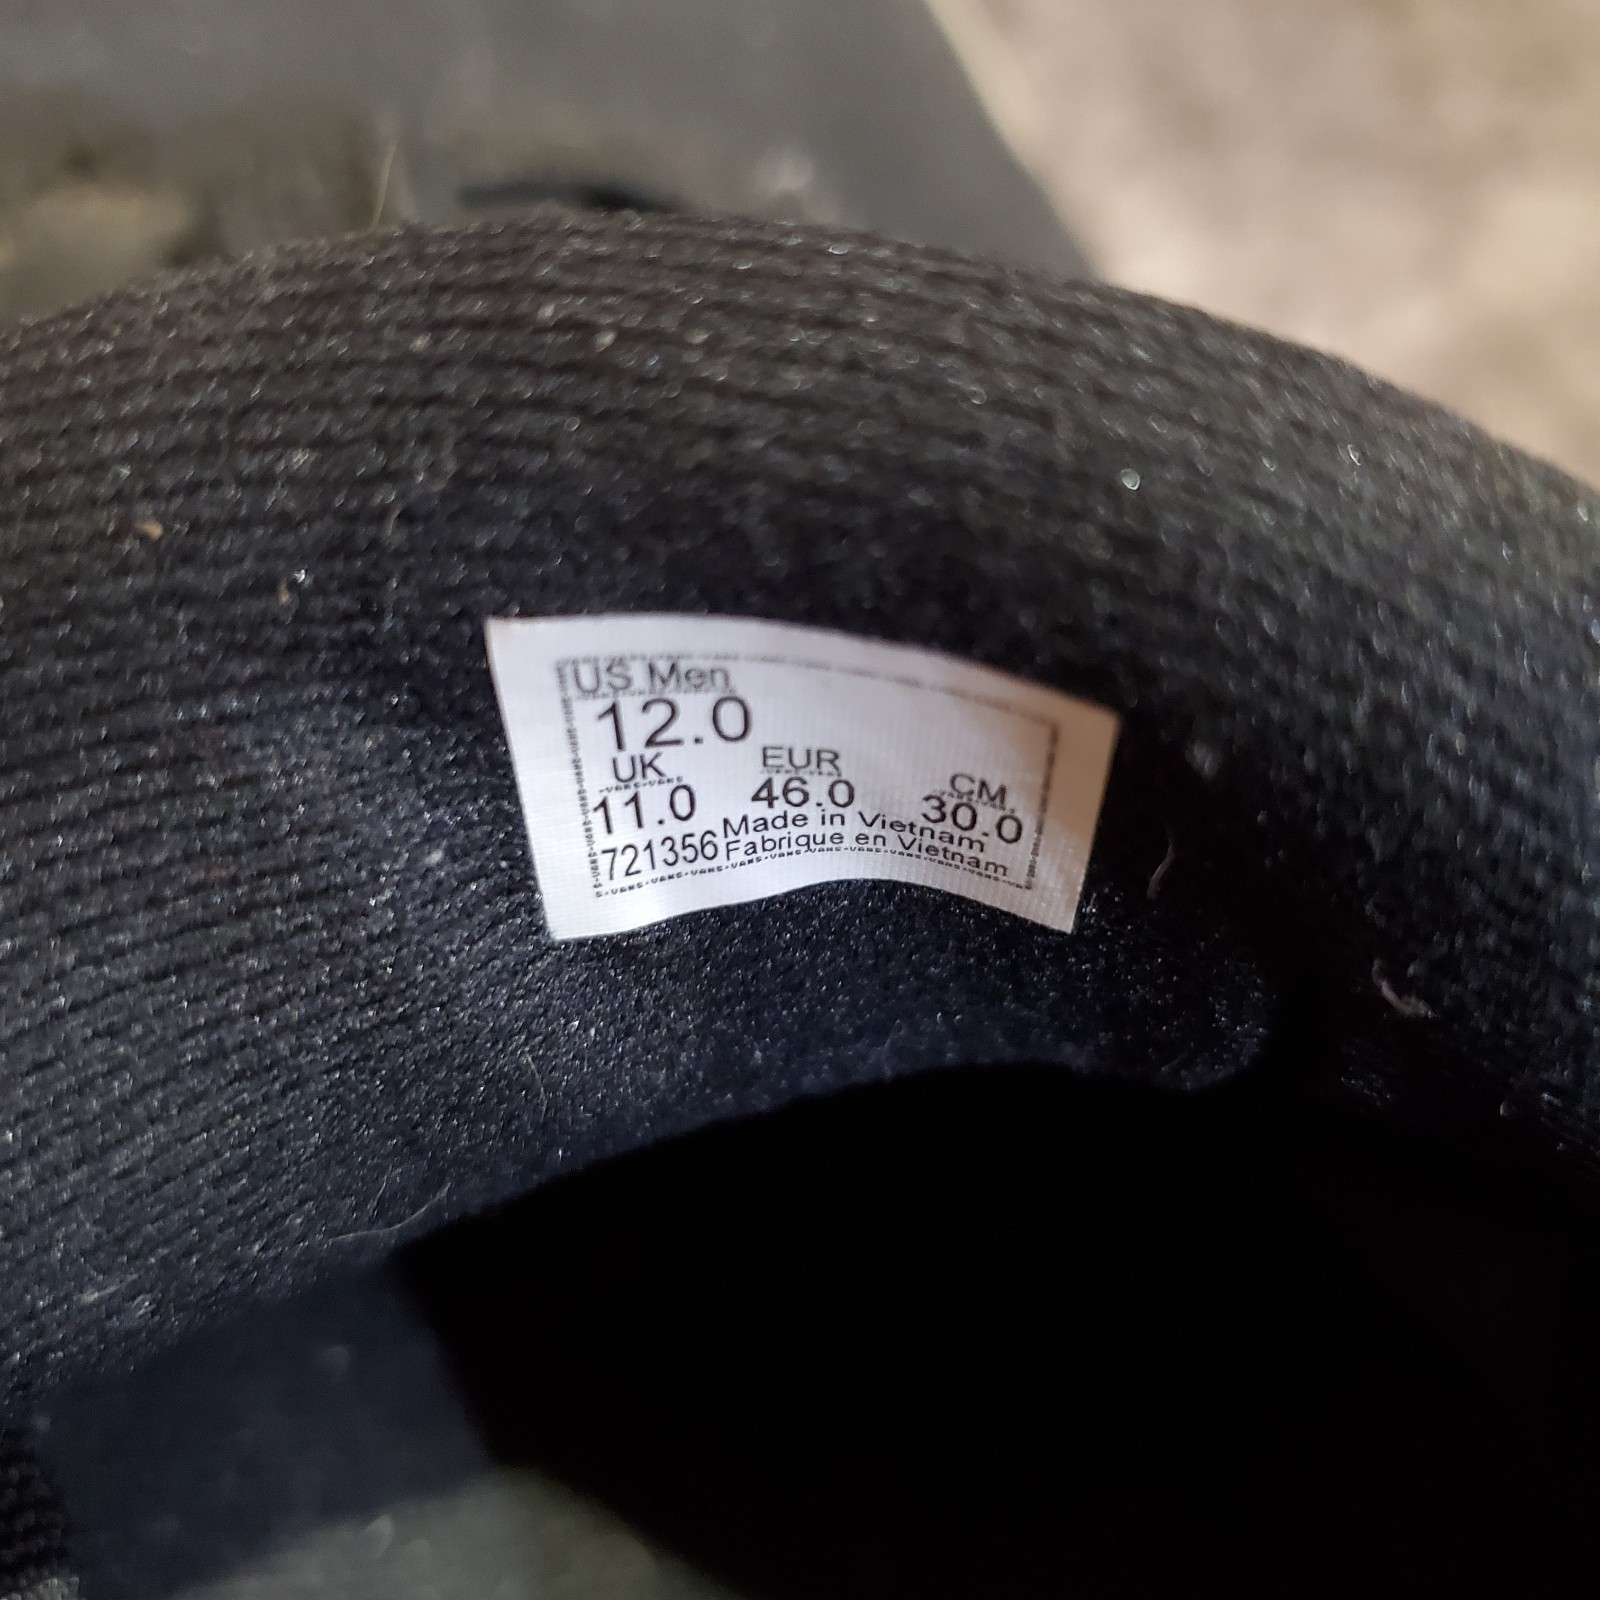 US Men
12.0
UK EUR CM.
11.0 46.0 30.0
721356 Made in Vietnam
Fabrique en Vietnam